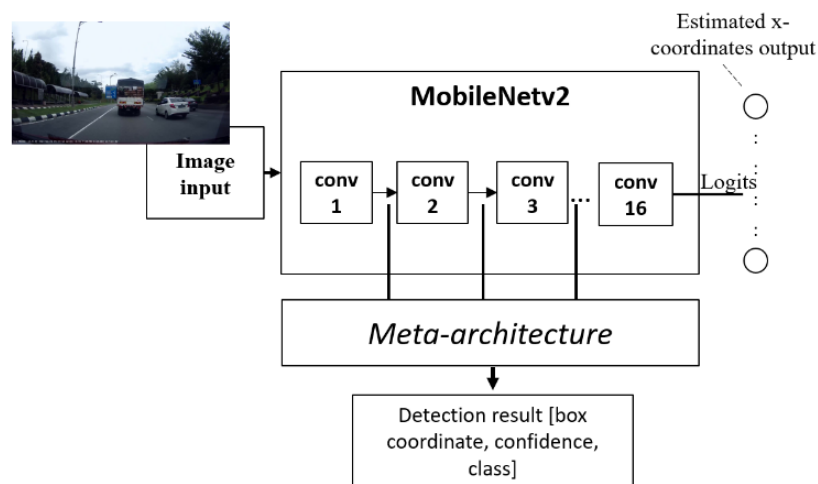 Estimated x-
coordinates output
MobileNetv2
Image
input
conv
1
conv
2
conv
3
...
conv
16
Logits
Meta-architecture
Detection result [box
coordinate, confidence,
class]